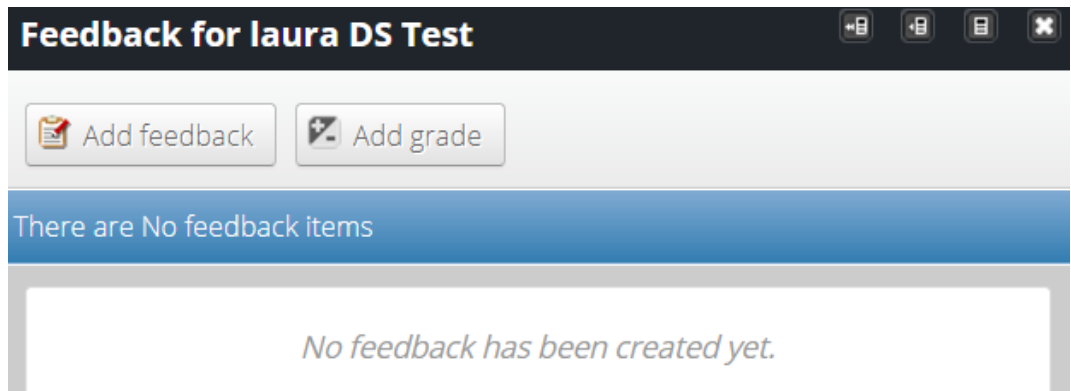 Feedback for laura DS Test
Add feedback
Add grade
There are No feedback items
No feedback has been created yet.